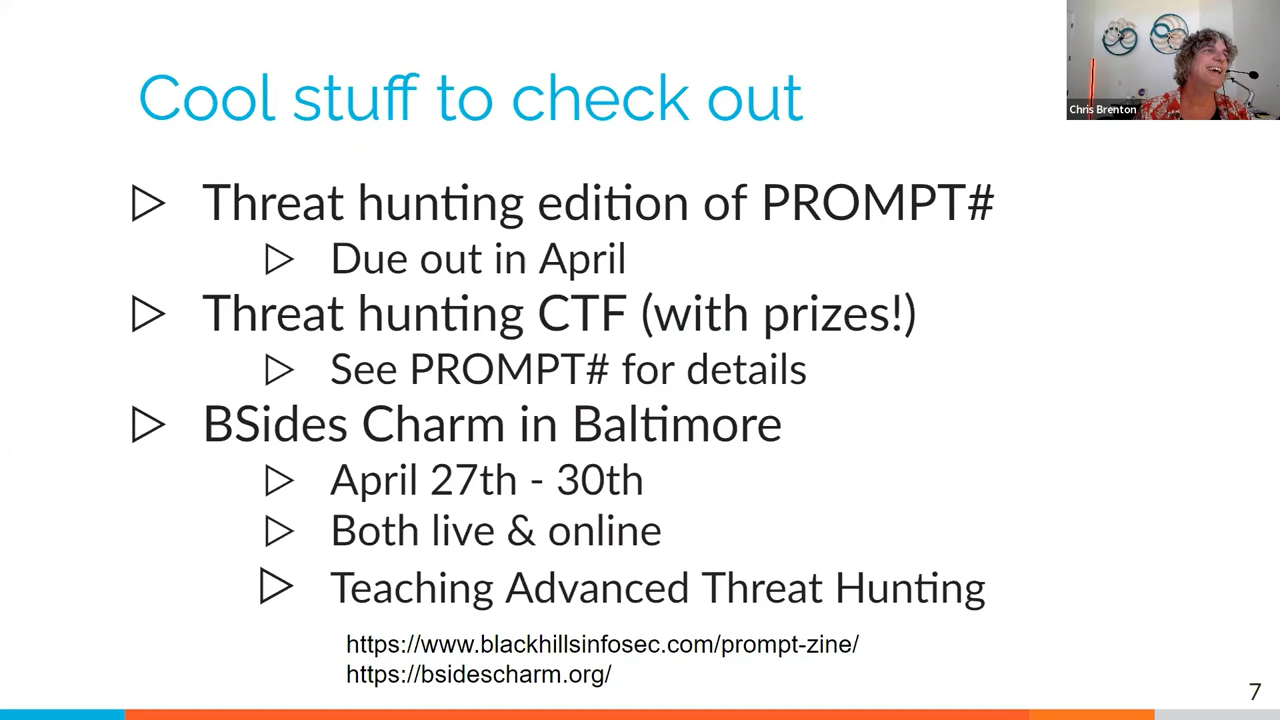 Cool stuff to check out
Chris Brenton
Threat hunting edition of PROMPT#
Due out in April
Threat hunting CTF (with prizes!)
See PROMPT# for details
BSides Charm in Baltimore
April 27th - 30th
Both live & online
Teaching Advanced Threat Hunting
https://www.blackhillsinfosec.com/prompt-zine/
https://bsidescharm.org/
7